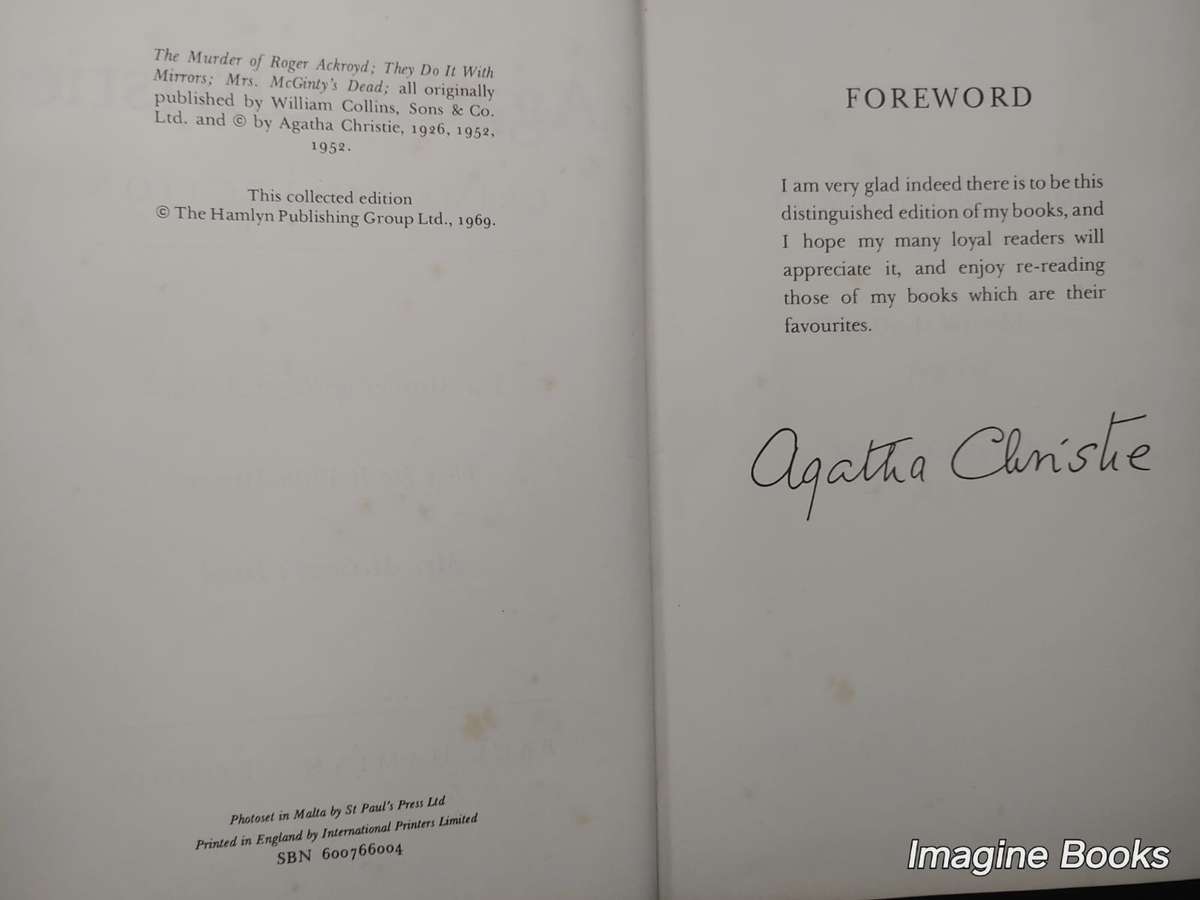 The Murder of Roger Ackroyd; They Do It With
Mirrors; Mrs. McGinty's Dead; all originally
published by William Collins, Sons & Co.
Ltd. and © by Agatha Christie, 1926, 1952,
1952.
This collected edition
© The Hamlyn Publishing Group Ltd., 1969.
Photoset in Malta by St Paul's Press Ltd
Printed in England by International Printers Limited
SBN 600766004
FOREWORD
I am very glad indeed there is to be this
distinguished edition of my books, and
I hope my many loyal readers will
appreciate it, and enjoy re-reading
those of my books which are their
favourites.
Agatha Christie
Imagine Books